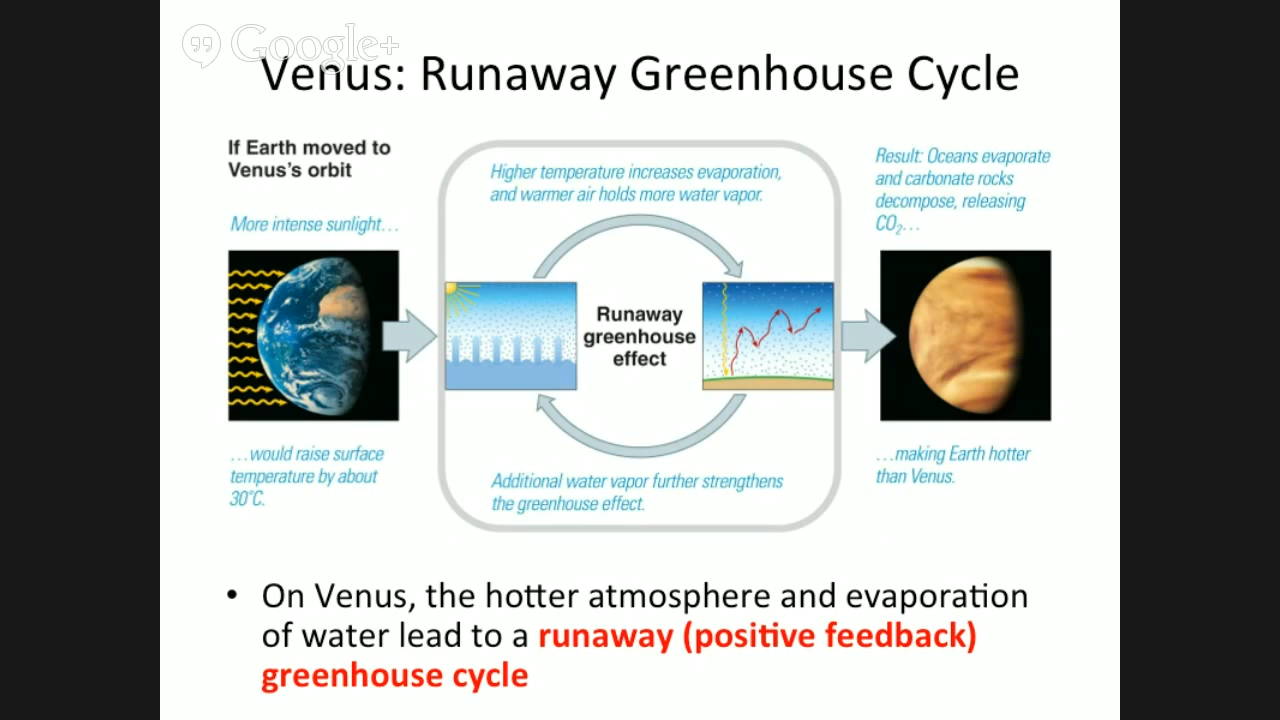 Google+
Venus: Runaway Greenhouse Cycle
If Earth moved to
Venus's orbit
More intense sunlight…
…would raise surface
temperature by about
30°C.
Higher temperature increases evaporation,
and warmer air holds more water vapor.
Runaway
greenhouse
effect
Additional water vapor further strengthens
the greenhouse effect.
Result: Oceans evaporate
and carbonate rocks
decompose, releasing
CO₂…
…making Earth hotter
than Venus.
• On Venus, the hotter atmosphere and evaporation
of water lead to a runaway (positive feedback)
greenhouse cycle